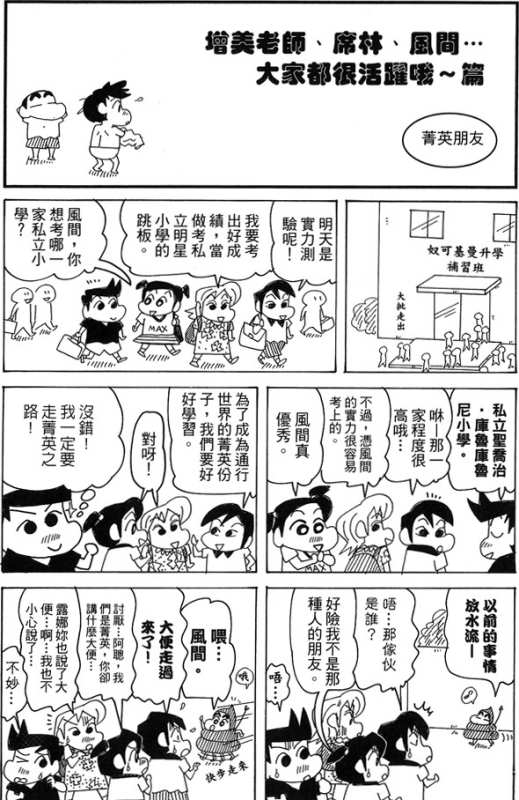 增美老師、席林、風間…
大家都很活躍哦～篇
菁英朋友
奴可基曼升學
補習班
大批走出
明天是
實力測
驗呢！
我要考
出好成
績，當
做考私
立明星
小學的
跳板。
MAX
風間，你
想考哪一
家私立小
學？
私立聖喬治
．庫魯庫魯
尼小學。
咻—那一
家程度很
高哦…
不過，憑風間
的實力很容易
考上的。
風間真
優秀。
為了成為通行
世界的菁英份
子，我們要好
好學習。
對呀！
沒錯！
我一定要
走菁英之
路！
以前的事情
放水流—
唔…那傢伙
是誰？
好險我不是那
種人的朋友。
唔…
喂…
風間。
哦
快步走來
大便走過
來了！
討厭…阿聰，我
們是菁英，你卻
講什麼大便…
露娜妳也說了大
便…啊…我也不
小心說了…
不妙…